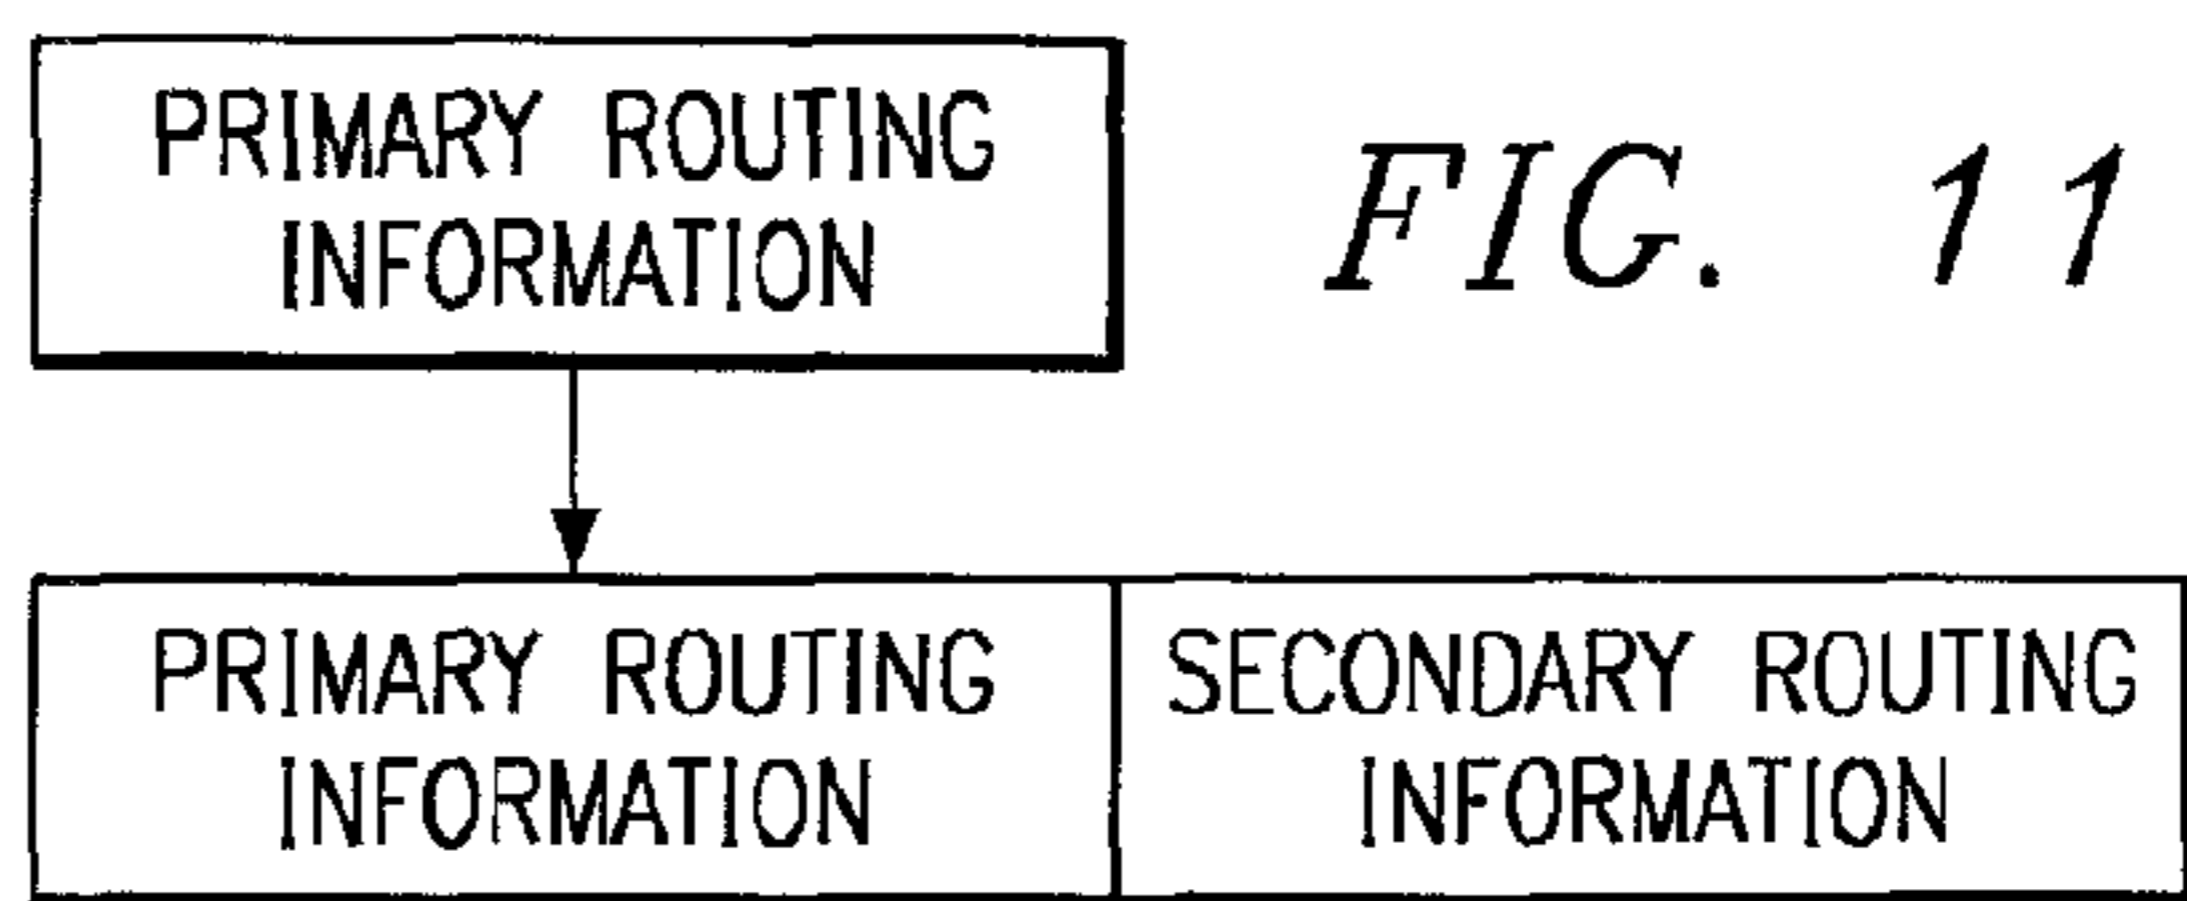 PRIMARY ROUTING
INFORMATION
FIG. 11
PRIMARY ROUTING
INFORMATION
SECONDARY ROUTING
INFORMATION